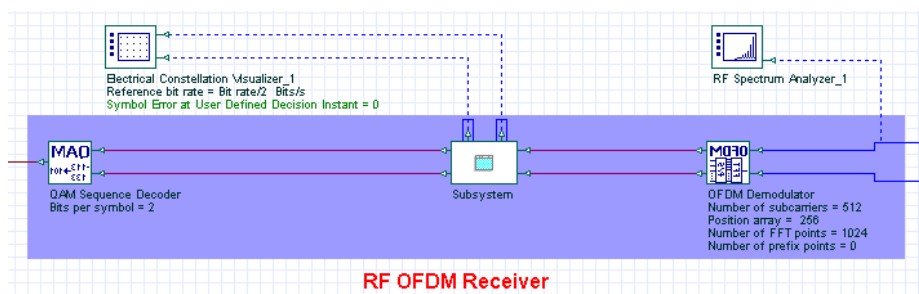 Electrical Constellation Visualizer_1
Reference bit rate = Bit rate/2 Bits/s
Symbol Error at User Defined Decision Instant = 0
RF Spectrum Analyzer_1
QAM Sequence Decoder
Bits per symbol = 2
Subsystem
OFDM Demodulator
Number of subcarriers = 512
Position array = 256
Number of FFT points = 1024
Number of prefix points = 0
RF OFDM Receiver